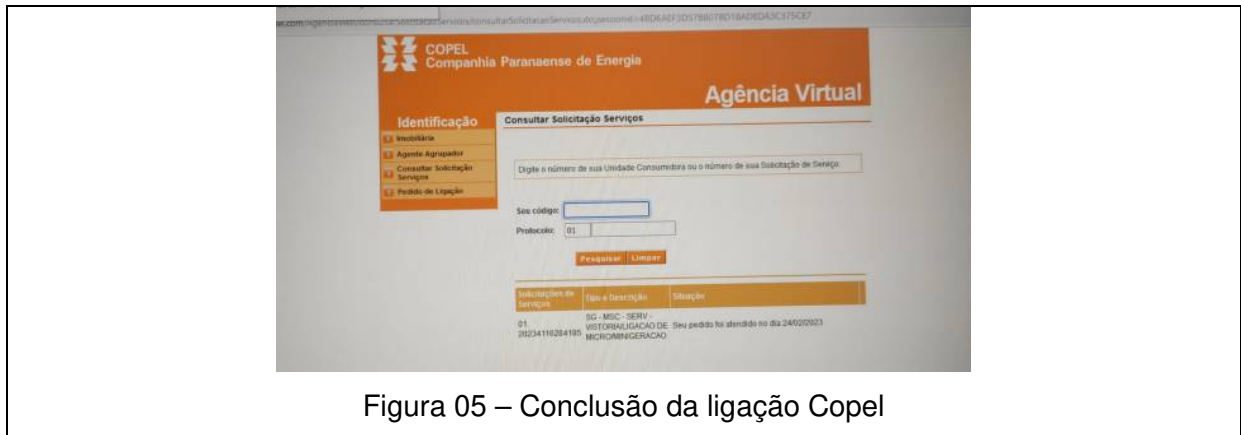 COPEL
Companhia Paranaense de Energia
Agência Virtual
Identificação
Imobiliária
Agente Agrupador
Consultar Solicitação
Serviços
Pedido de Ligação
Consultar Solicitação Serviços
Digite o número de sua Unidade Consumidora ou o número de sua Solicitação de Serviço.
Seu código:
Protocolo: 01
Pesquisar Limpar
Solicitações de
Serviços
Tipo e Descrição
Situação
01.
20234116284185
SG - MSC - SERV -
VISTORIA/LIGACAO DE
MICRO/MINIGERACAO
Seu pedido foi atendido no dia 24/02/2023
Figura 05 – Conclusão da ligação Copel